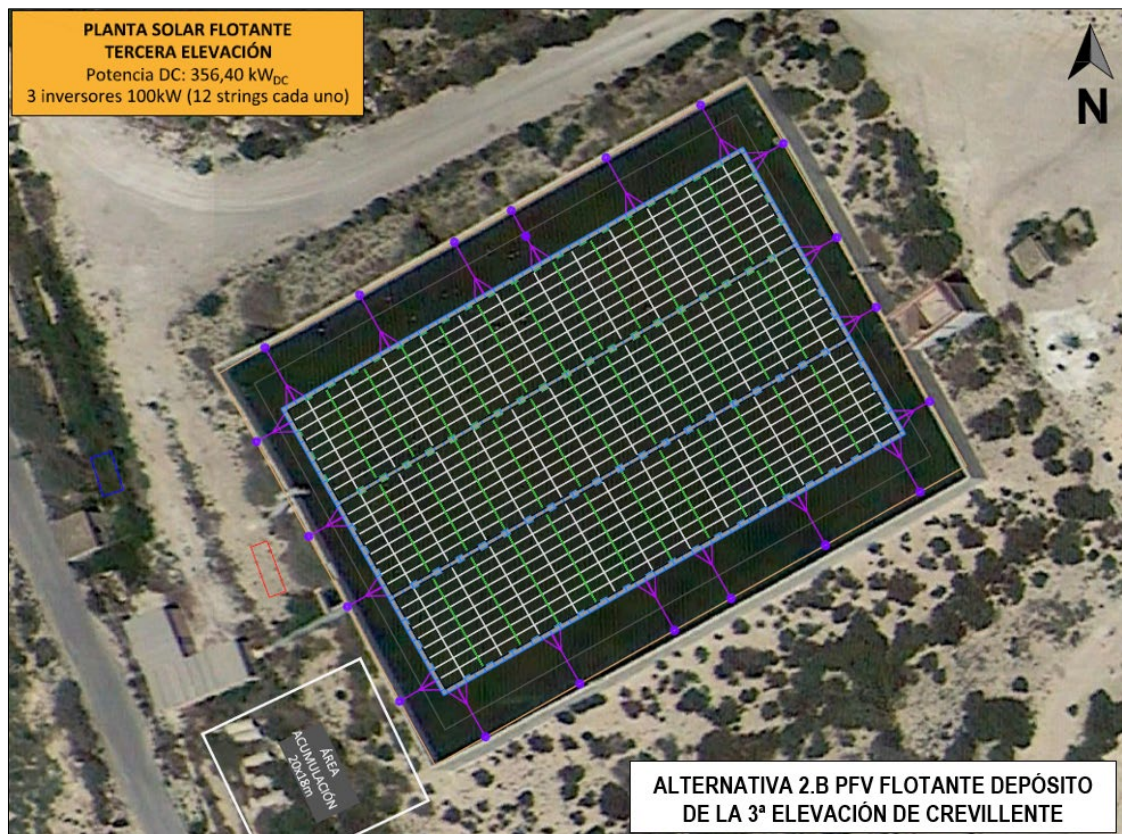 PLANTA SOLAR FLOTANTE
TERCERA ELEVACIÓN
Potencia DC: 356,40 kWDC
3 inversores 100kW (12 strings cada uno)
N
ÁREA
ACUMULACIÓN
20x18m
ALTERNATIVA 2.B PFV FLOTANTE DEPÓSITO
DE LA 3ª ELEVACIÓN DE CREVILLENTE